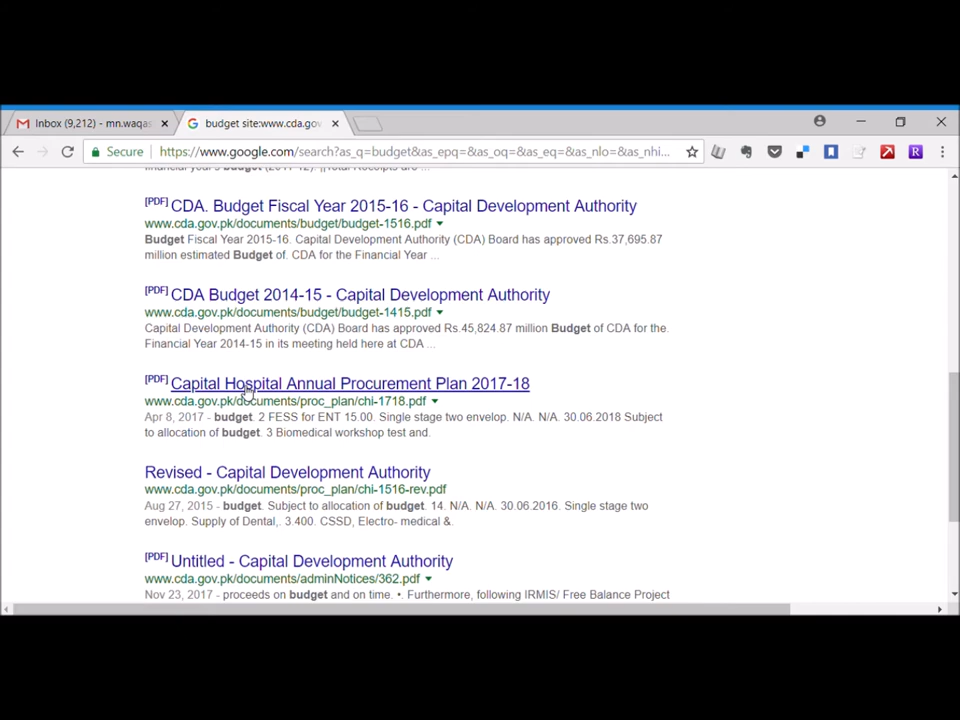 Inbox (9,212) - mn.waqas
budget site:www.cda.gov
Secure https://www.google.com/search?as_q=budget&as_epq=&as_oq=&as_eq=&as_nlo=&as_nhi...
[PDF] CDA. Budget Fiscal Year 2015-16 - Capital Development Authority
www.cda.gov.pk/documents/budget/budget-1516.pdf
Budget Fiscal Year 2015-16. Capital Development Authority (CDA) Board has approved Rs.37,695.87
million estimated Budget of. CDA for the Financial Year ...
[PDF] CDA Budget 2014-15 - Capital Development Authority
www.cda.gov.pk/documents/budget/budget-1415.pdf
Capital Development Authority (CDA) Board has approved Rs.45,824.87 million Budget of CDA for the.
Financial Year 2014-15 in its meeting held here at CDA ...
[PDF] Capital Hospital Annual Procurement Plan 2017-18
www.cda.gov.pk/documents/proc_plan/chi-1718.pdf
Apr 8, 2017 - budget. 2 FESS for ENT 15.00. Single stage two envelop. N/A. N/A. 30.06.2018 Subject
to allocation of budget. 3 Biomedical workshop test and.
Revised - Capital Development Authority
www.cda.gov.pk/documents/proc_plan/chi-1516-rev.pdf
Aug 27, 2015 - budget. Subject to allocation of budget. 14. N/A. N/A. 30.06.2016. Single stage two
envelop. Supply of Dental,. 3.400. CSSD, Electro- medical &.
[PDF] Untitled - Capital Development Authority
www.cda.gov.pk/documents/adminNotices/362.pdf
Nov 23, 2017 - proceeds on budget and on time. •. Furthermore, following IRMIS/ Free Balance Project